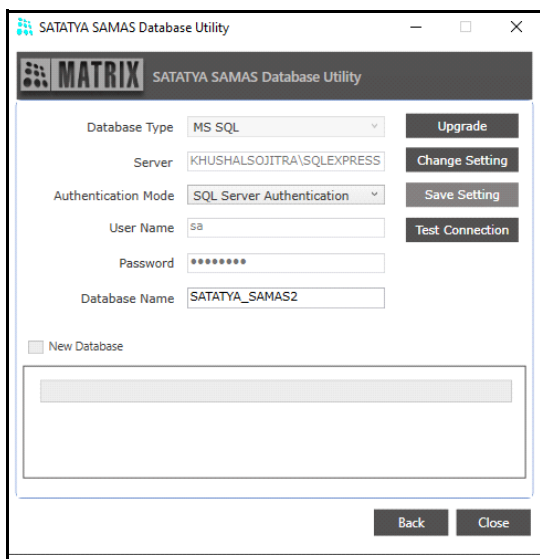 SATATYA SAMAS Database Utility
MATRIX SATATYA SAMAS Database Utility
Database Type MS SQL Upgrade
Server KHUSHALSOJITRA\SQLEXPRESS Change Setting
Authentication Mode SQL Server Authentication Save Setting
User Name sa Test Connection
Password ••••••••
Database Name SATATYA_SAMAS2
New Database
Back Close